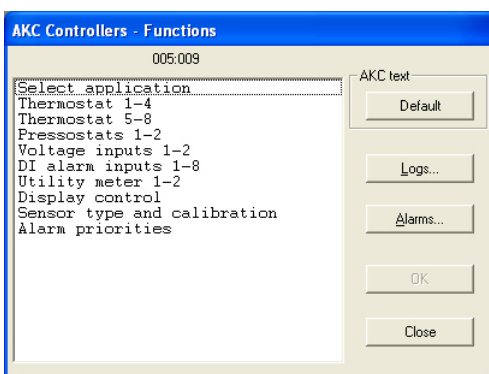 AKC Controllers - Functions
005:009
Select application
Thermostat 1-4
Thermostat 5-8
Pressostats 1-2
Voltage inputs 1-2
DI alarm inputs 1-8
Utility meter 1-2
Display control
Sensor type and calibration
Alarm priorities
AKC text
Default
Logs...
Alarms...
OK
Close